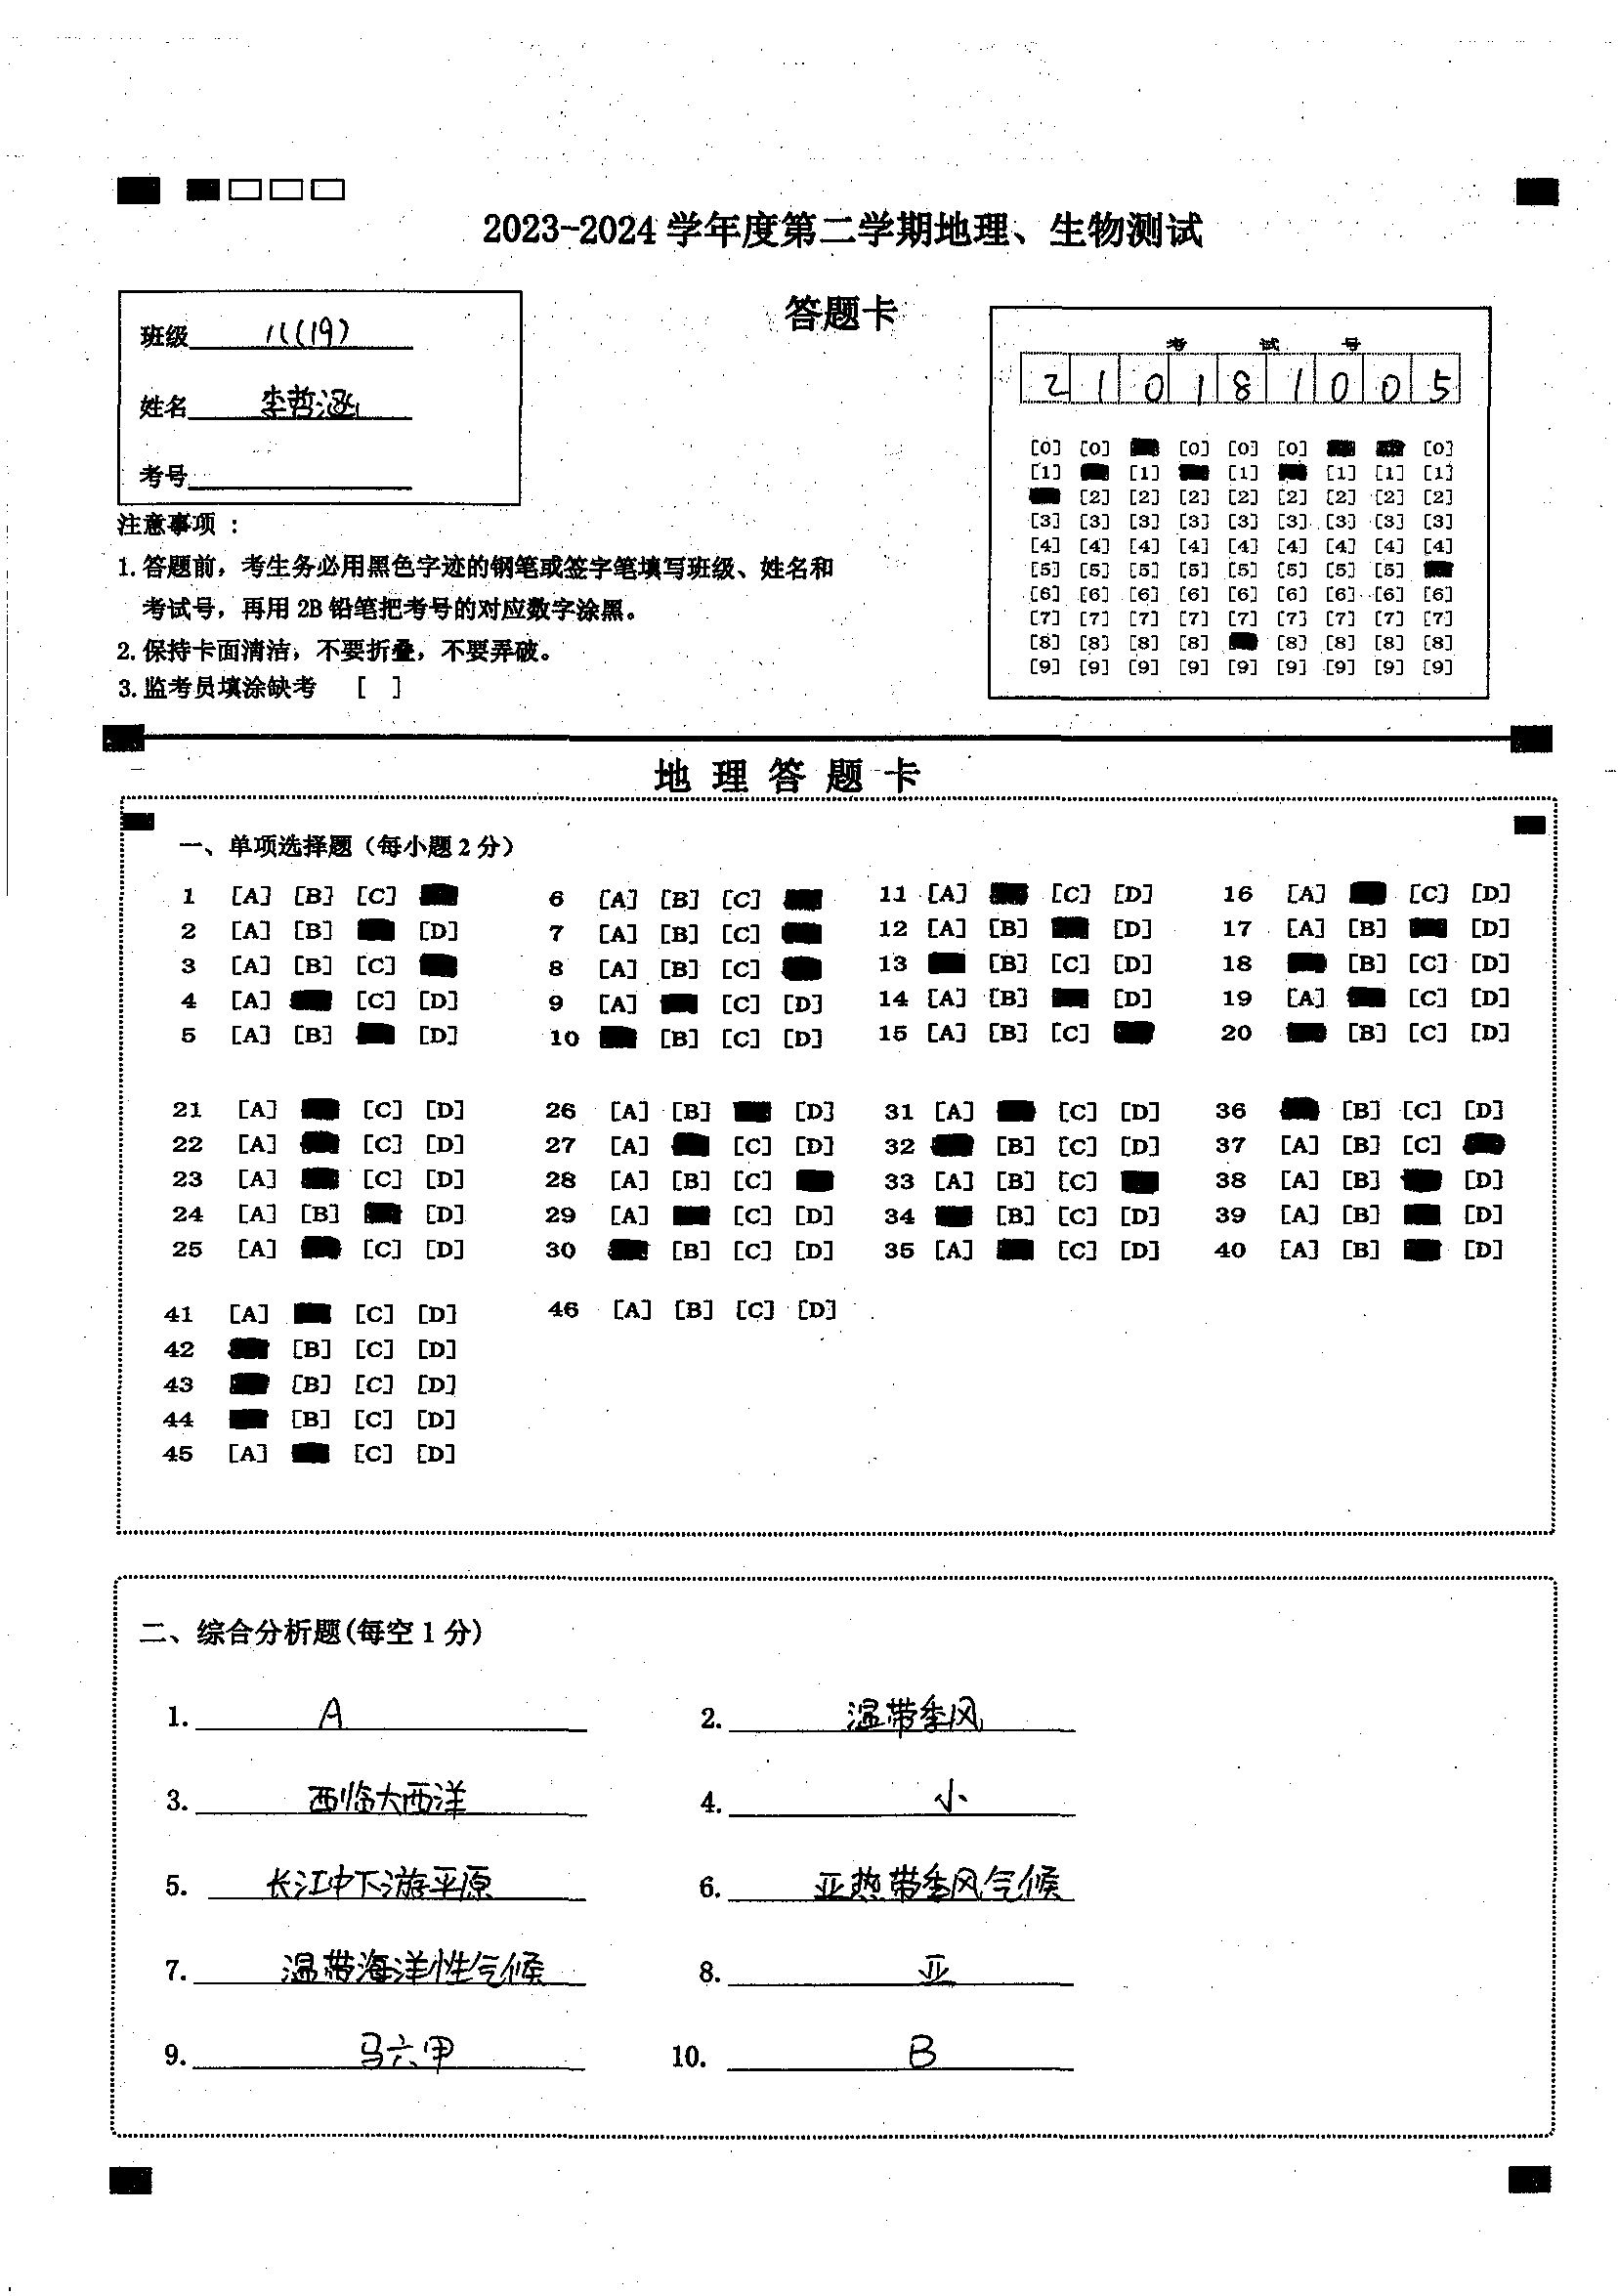 2023-2024学年度第二学期地理、生物测试
答题卡
班级 八(19)
姓名 李哲涵
考号
考 试 号
2 1 0 1 8 1 0 0 5
[0] [0] [0] [0] [0] [0]
[1] [1] [1] [1] [1] [1]
[2] [2] [2] [2] [2] [2] [2] [2]
[3] [3] [3] [3] [3] [3] [3] [3] [3]
[4] [4] [4] [4] [4] [4] [4] [4] [4]
[5] [5] [5] [5] [5] [5] [5] [5]
[6] [6] [6] [6] [6] [6] [6] [6] [6]
[7] [7] [7] [7] [7] [7] [7] [7] [7]
[8] [8] [8] [8] [8] [8] [8] [8]
[9] [9] [9] [9] [9] [9] [9] [9] [9]
注意事项：
1.答题前，考生务必用黑色字迹的钢笔或签字笔填写班级、姓名和
考试号，再用2B铅笔把考号的对应数字涂黑。
2.保持卡面清洁，不要折叠，不要弄破。
3.监考员填涂缺考 [ ]
地理答题卡
一、单项选择题（每小题2分）
1 [A] [B] [C] 6 [A] [B] [C] 11 [A] [C] [D] 16 [A] [C] [D]
2 [A] [B] [D] 7 [A] [B] [C] 12 [A] [B] [D] 17 [A] [B] [D]
3 [A] [B] [C] 8 [A] [B] [C] 13 [B] [C] [D] 18 [B] [C] [D]
4 [A] [C] [D] 9 [A] [C] [D] 14 [A] [B] [D] 19 [A] [C] [D]
5 [A] [B] [D] 10 [B] [C] [D] 15 [A] [B] [C] 20 [B] [C] [D]
21 [A] [C] [D] 26 [A] [B] [D] 31 [A] [C] [D] 36 [B] [C] [D]
22 [A] [C] [D] 27 [A] [C] [D] 32 [B] [C] [D] 37 [A] [B] [C]
23 [A] [C] [D] 28 [A] [B] [C] 33 [A] [B] [C] 38 [A] [B] [D]
24 [A] [B] [D] 29 [A] [C] [D] 34 [B] [C] [D] 39 [A] [B] [D]
25 [A] [C] [D] 30 [B] [C] [D] 35 [A] [C] [D] 40 [A] [B] [D]
41 [A] [C] [D] 46 [A] [B] [C] [D]
42 [B] [C] [D]
43 [B] [C] [D]
44 [B] [C] [D]
45 [A] [C] [D]
二、综合分析题(每空1分)
1. A 2. 温带季风
3. 西临大西洋 4. 小
5. 长江中下游平原 6. 亚热带季风气候
7. 温带海洋性气候 8. 亚
9. 马六甲 10. B